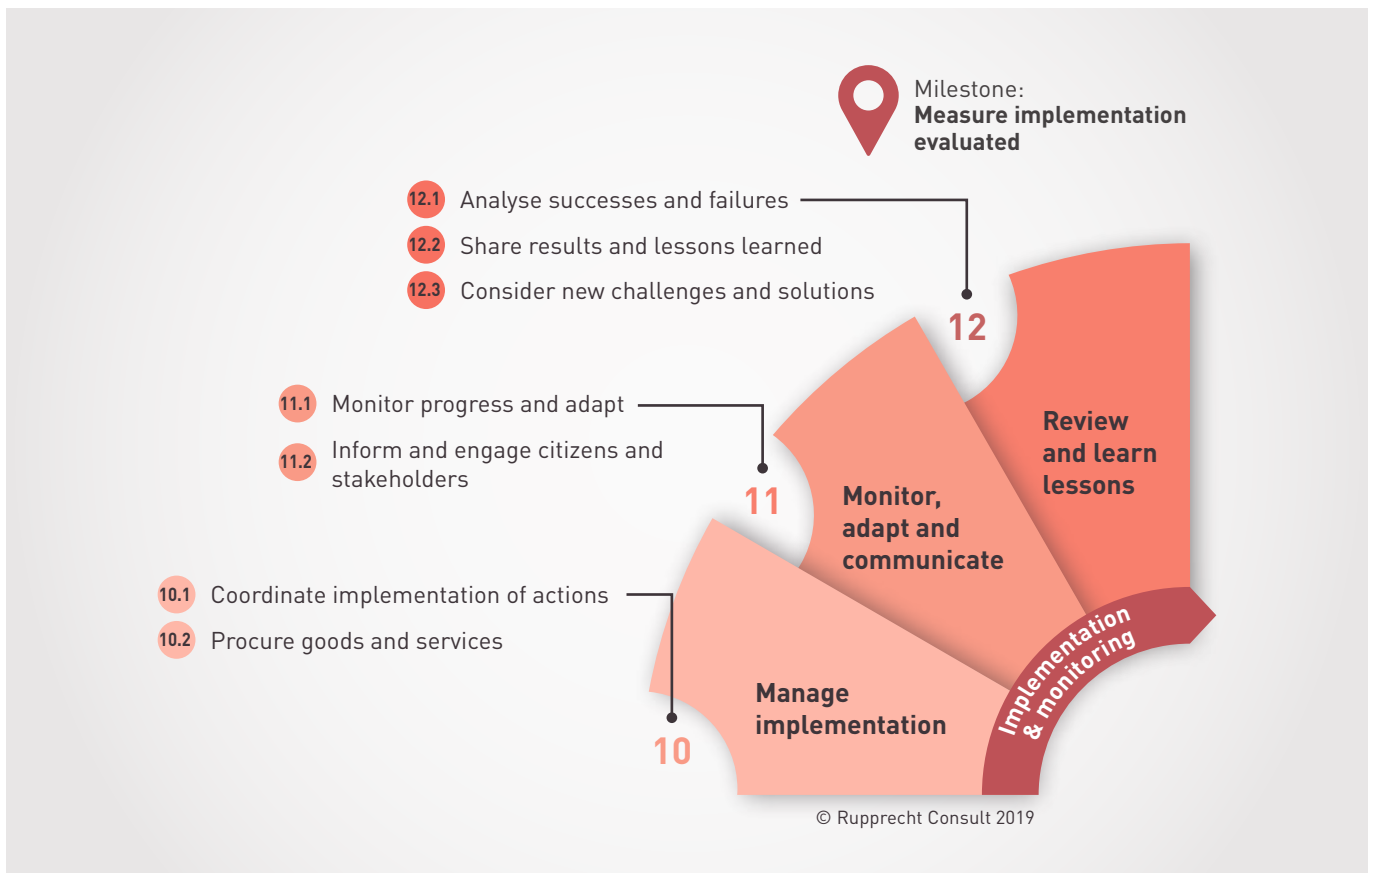 Milestone:
Measure implementation
evaluated
12.1 Analyse successes and failures
12.2 Share results and lessons learned
12.3 Consider new challenges and solutions
12
Review
and learn
lessons
11.1 Monitor progress and adapt
11.2 Inform and engage citizens and
stakeholders
11
Monitor,
adapt and
communicate
10.1 Coordinate implementation of actions
10.2 Procure goods and services
10
Manage
implementation
Implementation
& monitoring
© Rupprecht Consult 2019